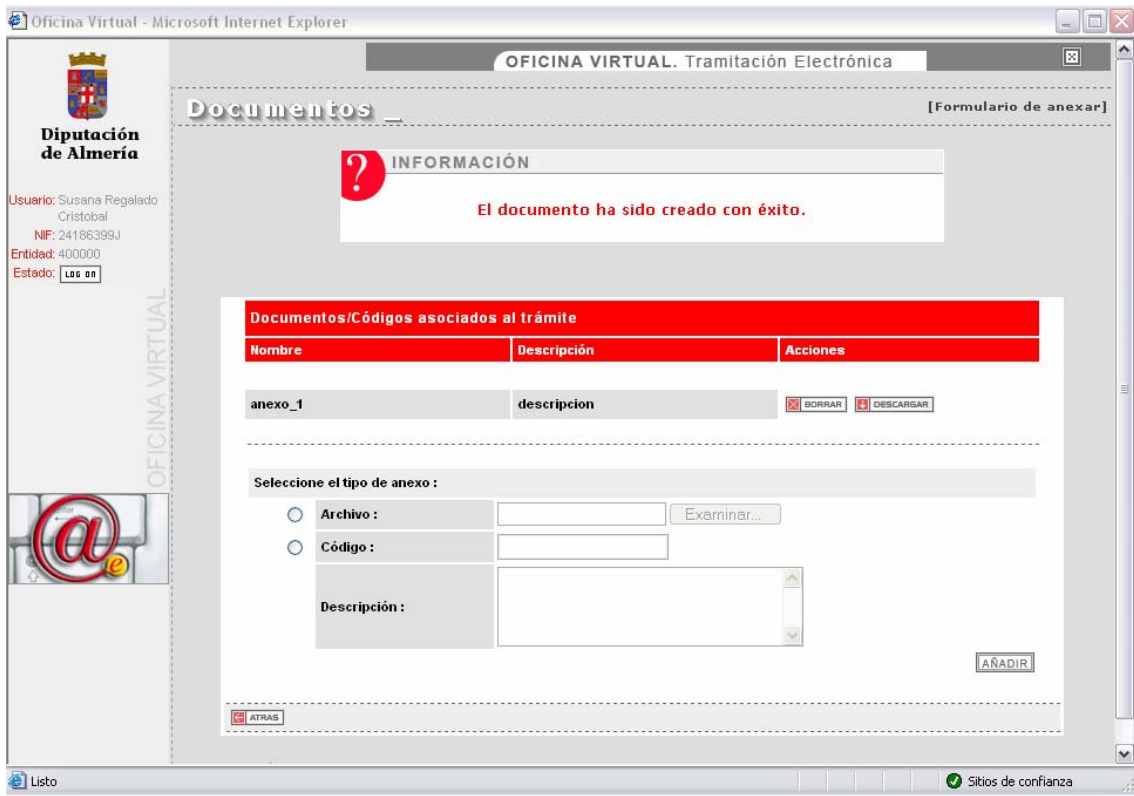 Oficina Virtual - Microsoft Internet Explorer
OFICINA VIRTUAL. Tramitación Electrónica
Documentos _
[Formulario de anexar]
Diputación
de Almería
INFORMACIÓN
El documento ha sido creado con éxito.
Usuario: Susana Regalado
Cristobal
NIF: 24186399J
Entidad: 400000
Estado: LOG ON
OFICINA VIRTUAL
Documentos/Códigos asociados al trámite
Nombre Descripción Acciones
anexo_1 descripcion BORRAR DESCARGAR
Seleccione el tipo de anexo :
Archivo : Examinar...
Código :
Descripción :
AÑADIR
ATRAS
Listo Sitios de confianza